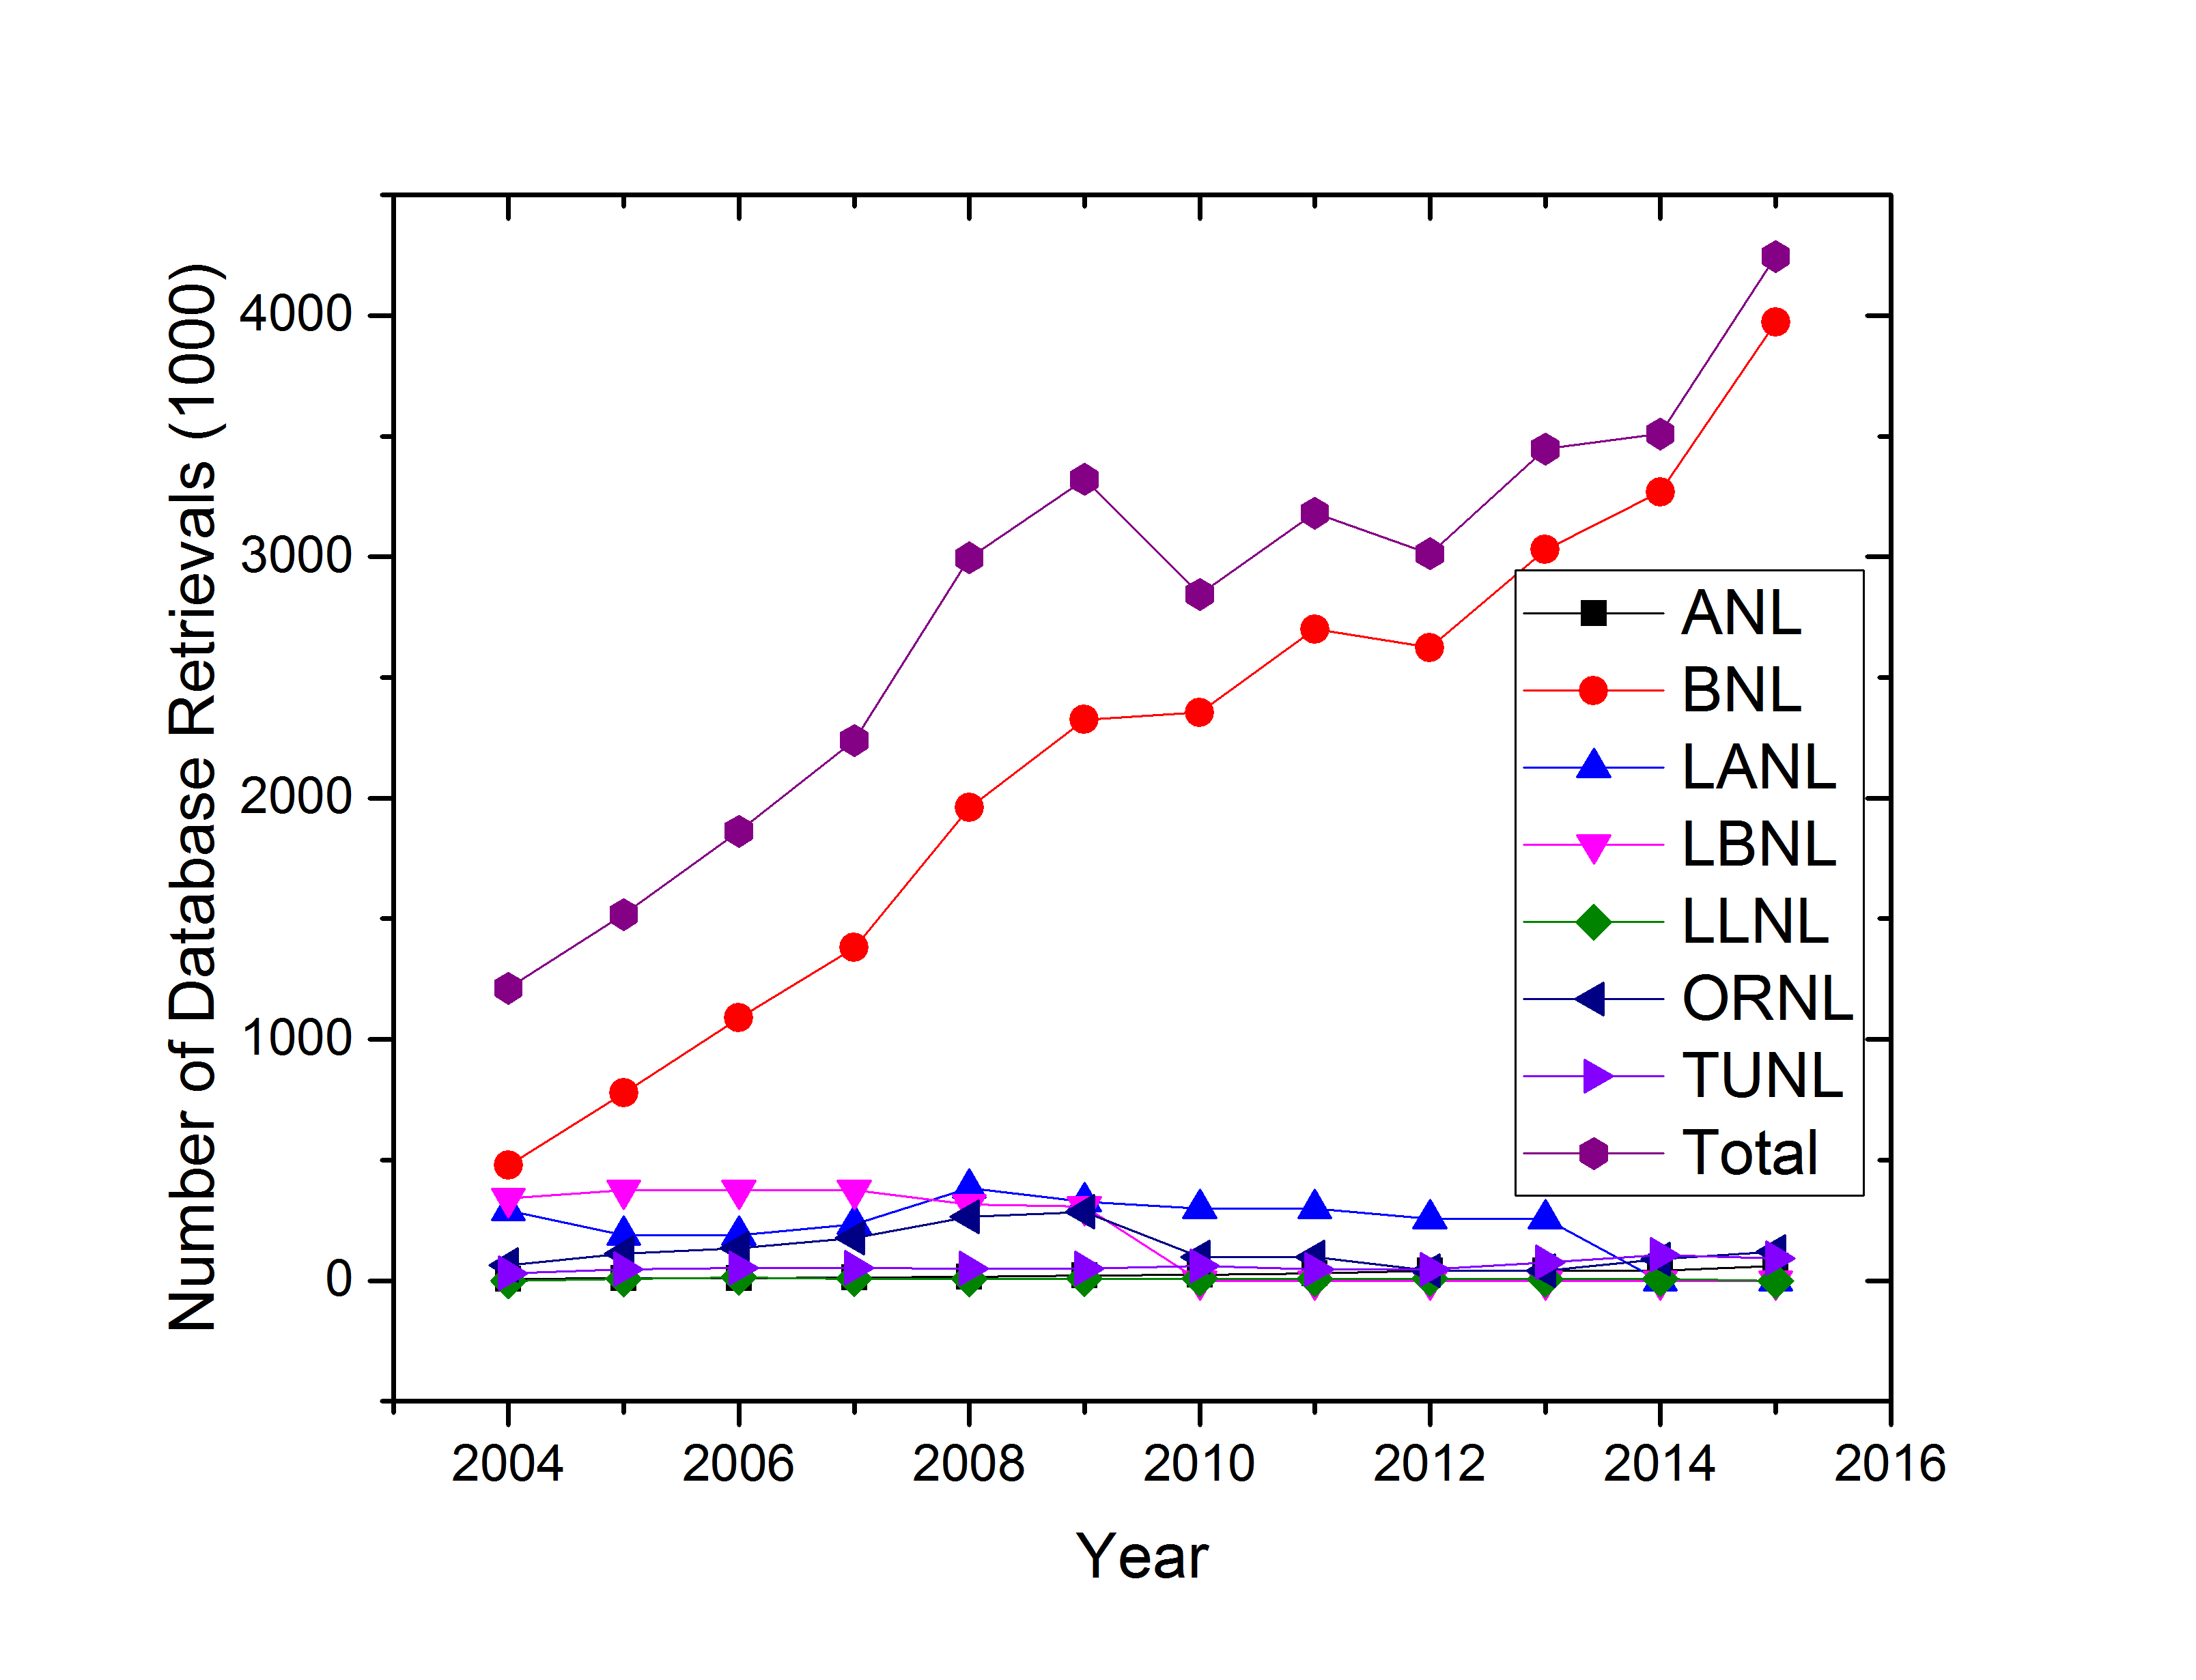 Number of Database Retrievals (1000)
4000
3000
2000
1000
0
ANL
BNL
LANL
LBNL
LLNL
ORNL
TUNL
Total
2004 2006 2008 2010 2012 2014 2016
Year